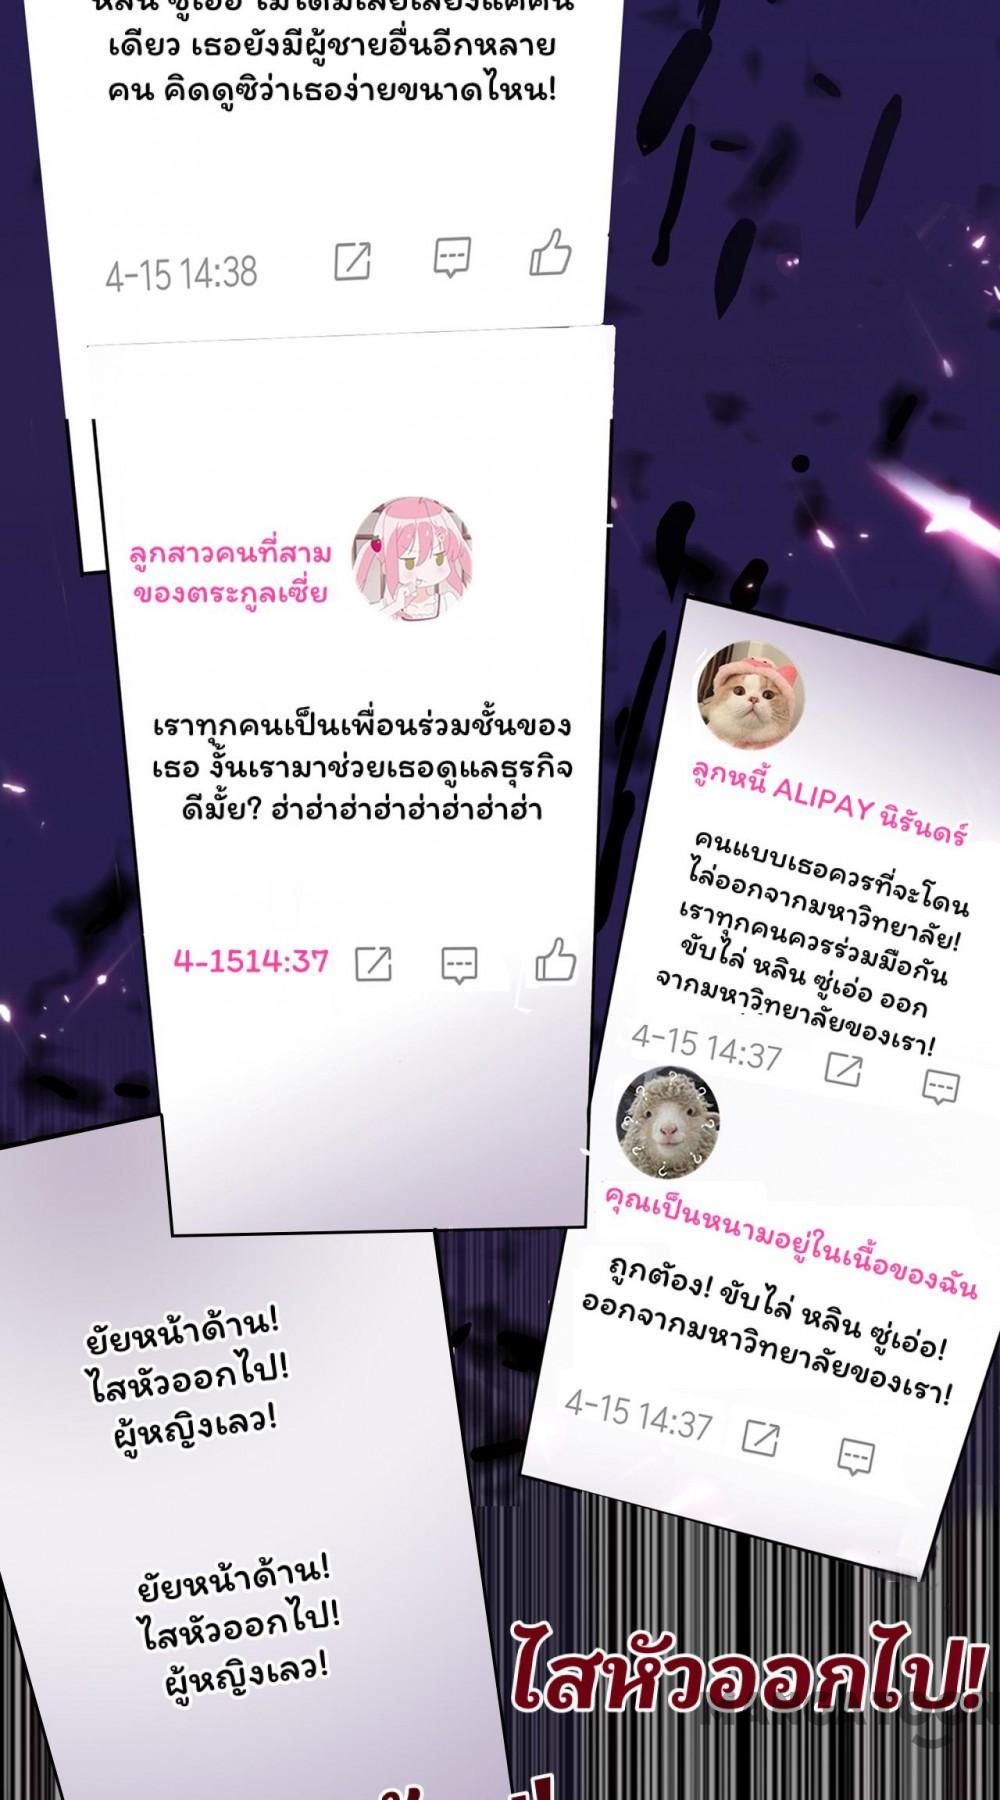 หลิน ซู่เอ๋อ ไม่ได้มีเสี่ยเลี้ยงแค่คน
เดียว เธอยังมีผู้ชายอื่นอีกหลาย
คน คิดดูซิว่าเธอง่ายขนาดไหน!
4-15 14:38
ลูกสาวคนที่สาม
ของตระกูลเซี่ย
เราทุกคนเป็นเพื่อนร่วมชั้นของ
เธอ งั้นเรามาช่วยเธอดูแลธุรกิจ
ดีมั้ย? ฮ่าฮ่าฮ่าฮ่าฮ่าฮ่าฮ่าฮ่า
4-1514:37
ลูกหนี้ ALIPAY นิรันดร์
คนแบบเธอควรที่จะโดน
ไล่ออกจากมหาวิทยาลัย!
เราทุกคนควรร่วมมือกัน
ขับไล่ หลิน ซู่เอ๋อ ออก
จากมหาวิทยาลัยของเรา!
4-15 14:37
คุณเป็นหนามอยู่ในเนื้อของฉัน
ถูกต้อง! ขับไล่ หลิน ซู่เอ๋อ!
ออกจากมหาวิทยาลัยของเรา!
4-15 14:37
ยัยหน้าด้าน!
ไสหัวออกไป!
ผู้หญิงเลว!
ยัยหน้าด้าน!
ไสหัวออกไป!
ผู้หญิงเลว!
ไสหัวออกไป!
MANGATOON